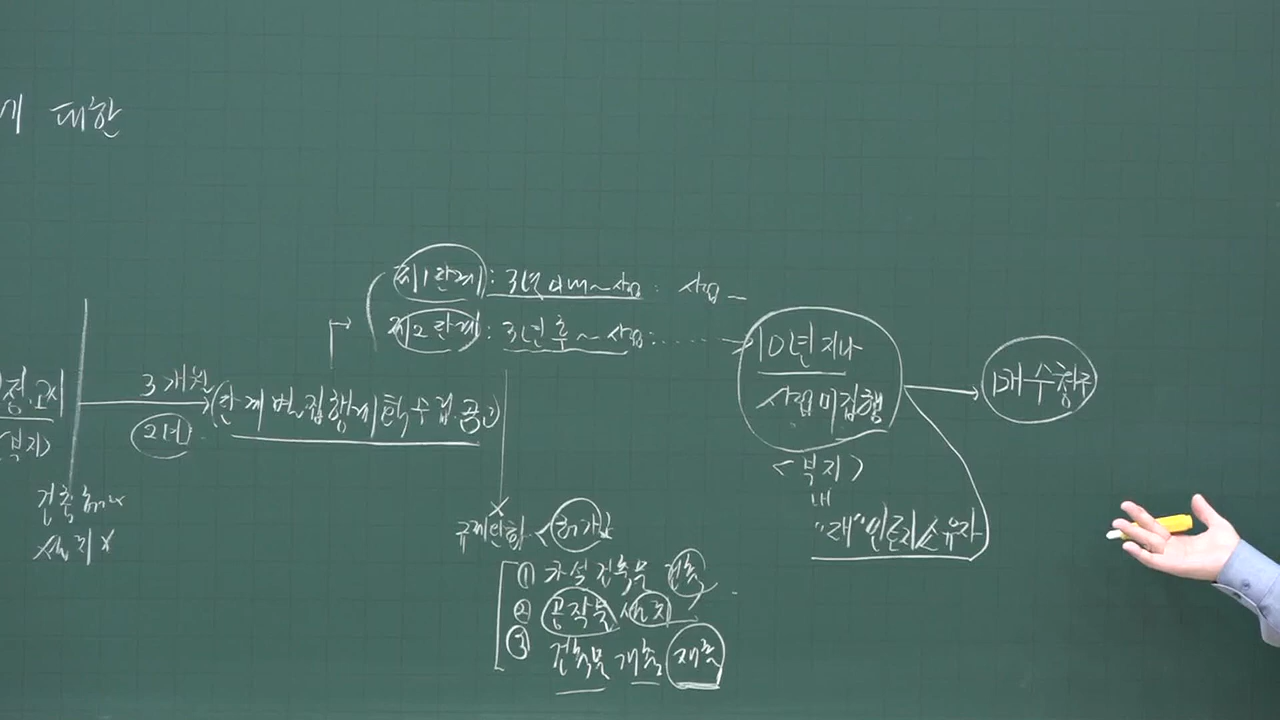 에 대한
제1단계 : 3년 이내~사업 : 사업
제2단계 : 3년 후~사업 :
정.고시
<부지>
3개월
2년
(단계별집행계획수립.공고)
10년 지나
사업미집행
매수청구
<부지>
내
"대"인토지소유자
건축허가
설치 X
X
규제완화 < 허가
① 가설건축물 건축
② 공작물 설치
③ 건축물 개축 재축